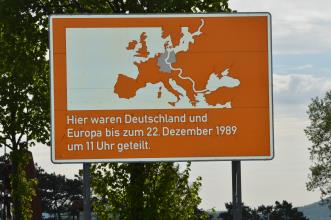 Hier waren Deutschland und
Europa bis zum 22. Dezember 1989
um 11 Uhr geteilt.